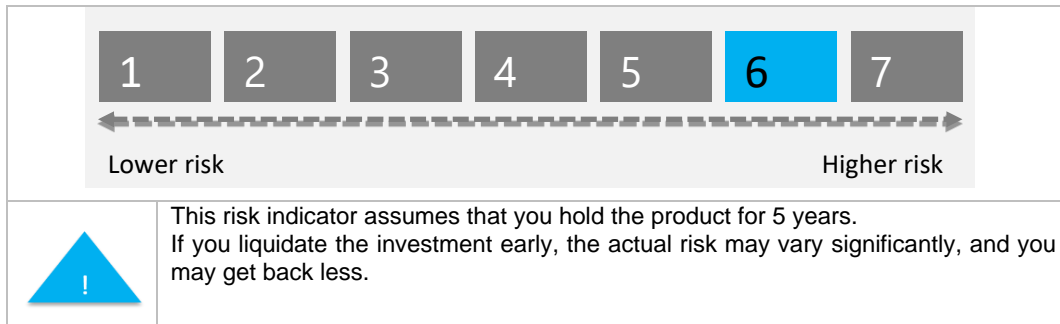 1 2 3 4 5 6 7
Lower risk Higher risk
This risk indicator assumes that you hold the product for 5 years.
If you liquidate the investment early, the actual risk may vary significantly, and you
may get back less.
!